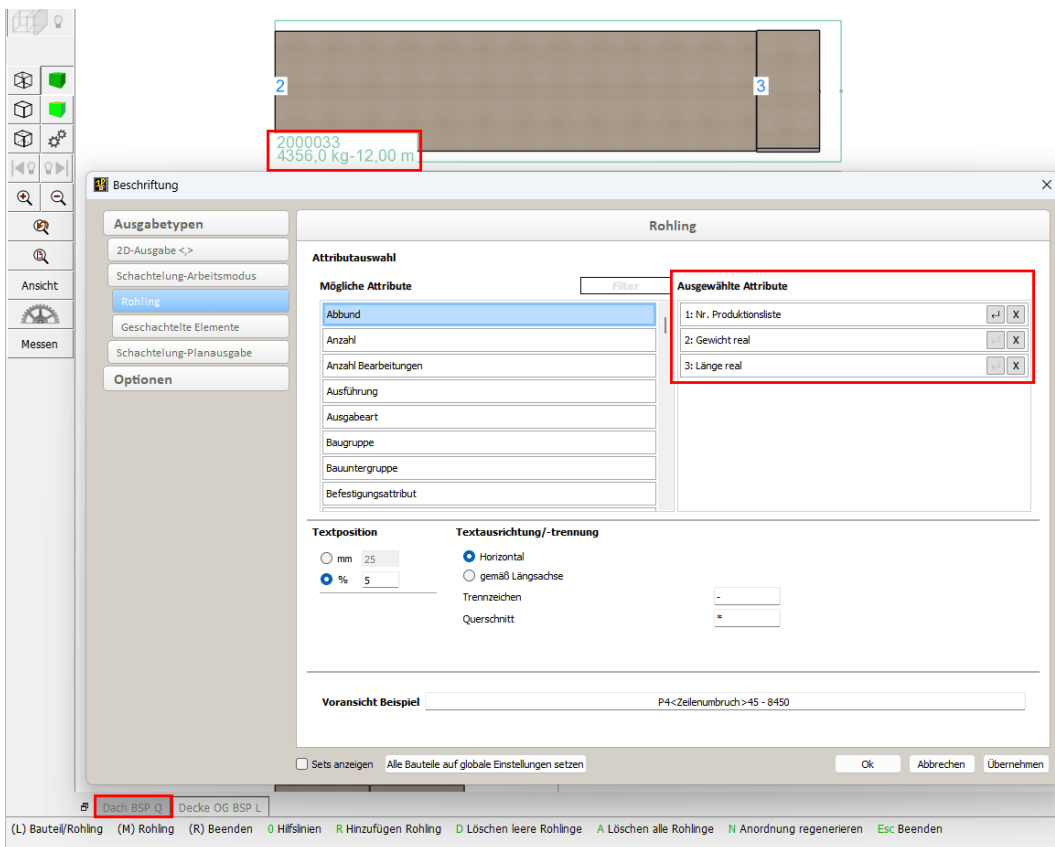 2
3
2000033
4356,0 kg-12,00 m
Beschriftung
Ausgabetypen
2D-Ausgabe <,>
Schachtelung-Arbeitsmodus
Rohling
Geschachtelte Elemente
Schachtelung-Planausgabe
Optionen
Ansicht
Messen
Rohling
Attributauswahl
Mögliche Attribute
Filter
Abbund
Anzahl
Anzahl Bearbeitungen
Ausführung
Ausgabeart
Baugruppe
Bauuntergruppe
Befestigungsattribut
Ausgewählte Attribute
1: Nr. Produktionsliste X
2: Gewicht real X
3: Länge real X
Textposition
mm 25
% 5
Textausrichtung/-trennung
Horizontal
gemäß Längsachse
Trennzeichen -
Querschnitt *
Voransicht Beispiel P4<Zeilenumbruch>45 - 8450
Sets anzeigen Alle Bauteile auf globale Einstellungen setzen Ok Abbrechen Übernehmen
Dach BSP Q Decke OG BSP L
(L) Bauteil/Rohling (M) Rohling (R) Beenden 0 Hilfslinien R Hinzufügen Rohling D Löschen leere Rohlinge A Löschen alle Rohlinge N Anordnung regenerieren Esc Beenden